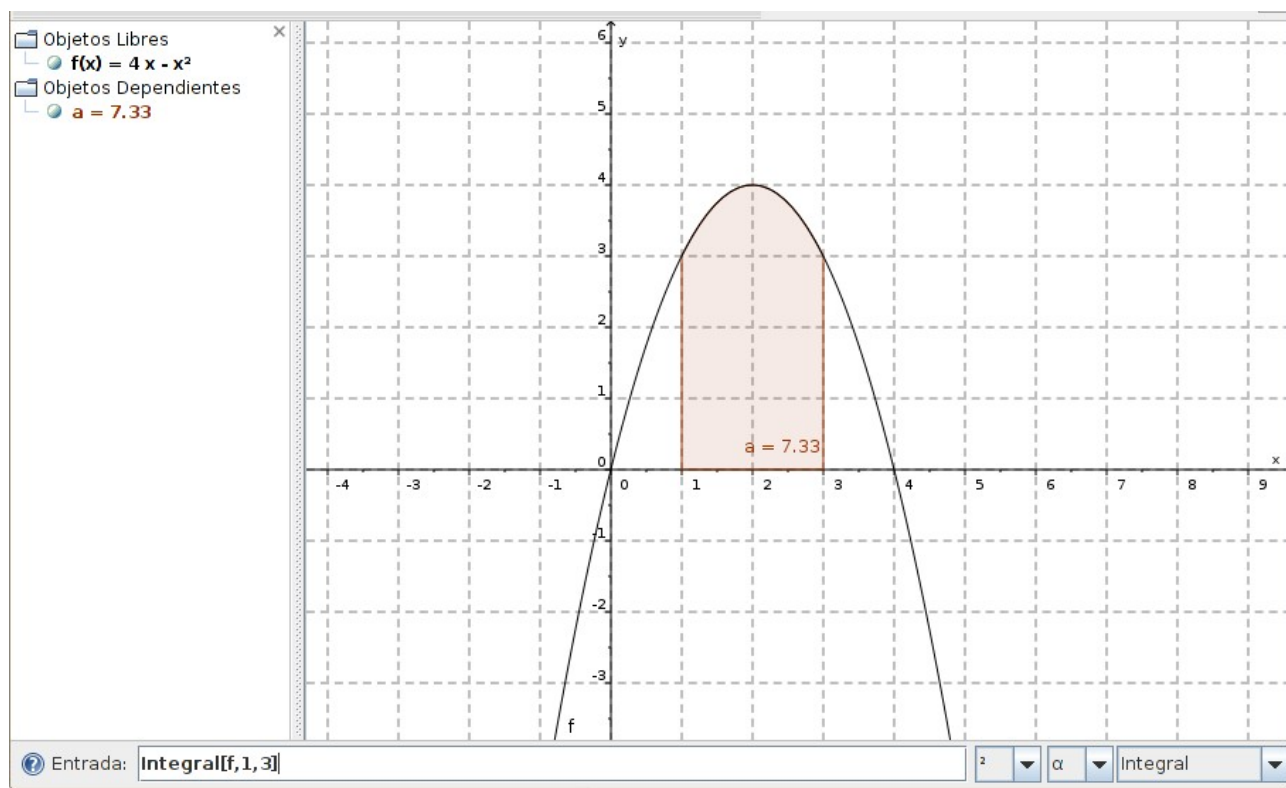 Objetos Libres
f(x) = 4 x - x²
Objetos Dependientes
a = 7.33
6
y
5
4
3
2
1
a = 7.33
0
x
-4 -3 -2 -1 0 1 2 3 4 5 6 7 8 9
-1
-2
-3
f
Entrada: Integral[f,1,3] ² α Integral